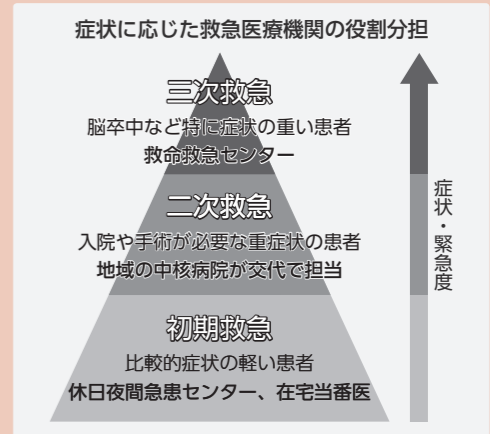 症状に応じた救急医療機関の役割分担
三次救急
脳卒中など特に症状の重い患者
救命救急センター
二次救急
入院や手術が必要な重症状の患者
地域の中核病院が交代で担当
初期救急
比較的症状の軽い患者
休日夜間急患センター、在宅当番医
症状・緊急度